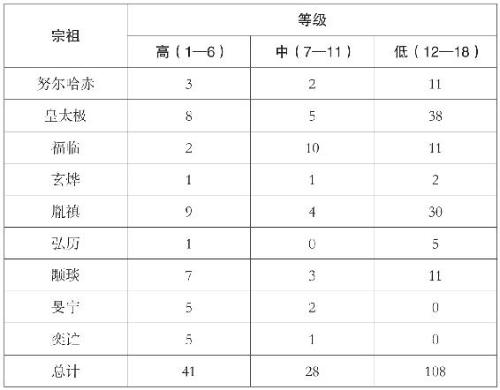 等级
宗祖
高（1—6） 中（7—11） 低（12—18）
努尔哈赤 3 2 11
皇太极 8 5 38
福临 2 10 11
玄烨 1 1 2
胤禛 9 4 30
弘历 1 0 5
颙琰 7 3 11
旻宁 5 2 0
奕𬣞 5 1 0
总计 41 28 108